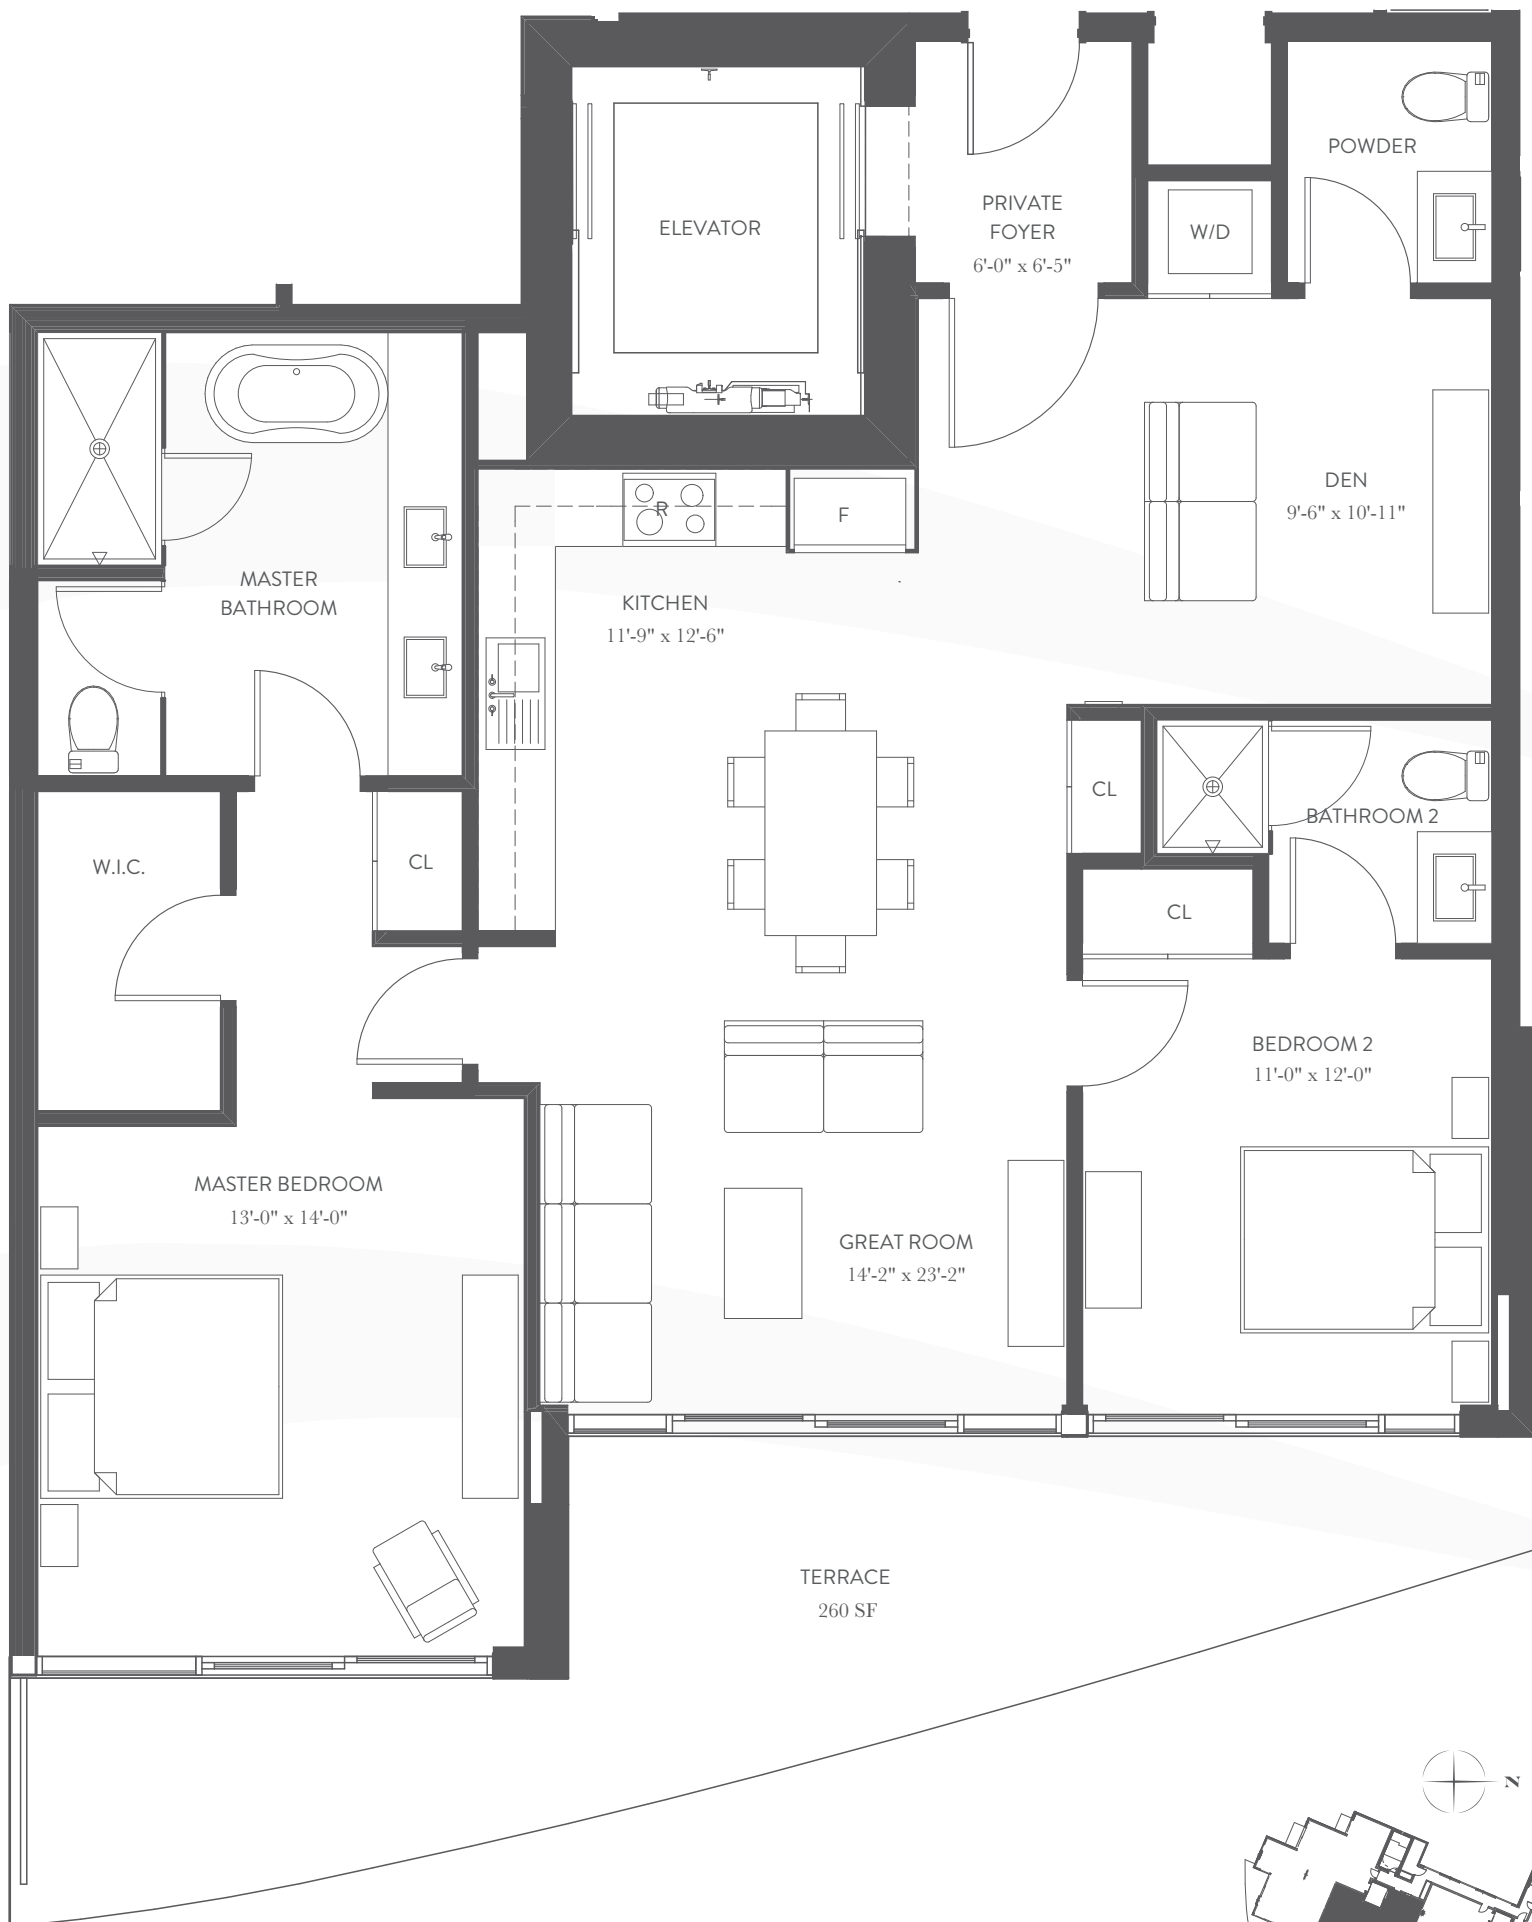 POWDER
ELEVATOR
PRIVATE
FOYER
6'-0" x 6'-5"
W/D
DEN
9'-6" x 10'-11"
R
F
MASTER
BATHROOM
KITCHEN
11'-9" x 12'-6"
CL
BATHROOM 2
W.I.C.
CL
CL
BEDROOM 2
11'-0" x 12'-0"
MASTER BEDROOM
13'-0" x 14'-0"
GREAT ROOM
14'-2" x 23'-2"
TERRACE
260 SF
N